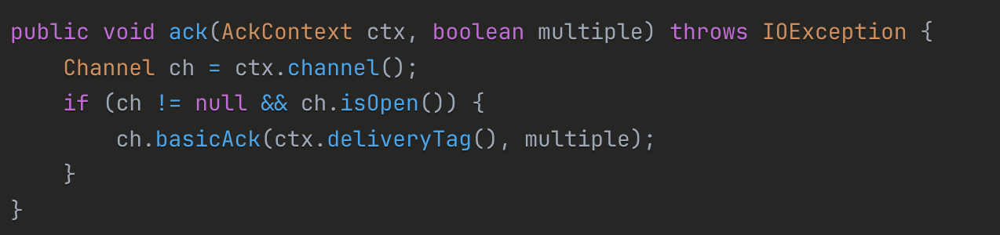 public void ack(AckContext ctx, boolean multiple) throws IOException {
    Channel ch = ctx.channel();
    if (ch != null && ch.isOpen()) {
        ch.basicAck(ctx.deliveryTag(), multiple);
    }
}